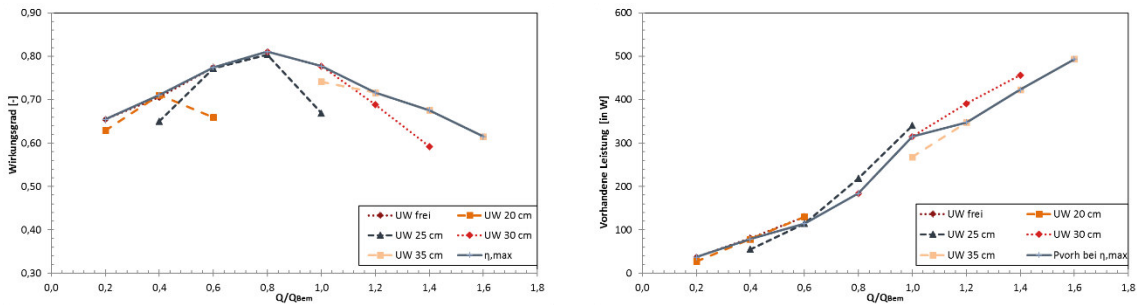 0,90
0,80
0,70
0,60
0,50
0,40
0,30
Wirkungsgrad [-]
0,0 0,2 0,4 0,6 0,8 1,0 1,2 1,4 1,6 1,8
Q/QBem
UW frei UW 20 cm
UW 25 cm UW 30 cm
UW 35 cm η,max
600
500
400
300
200
100
0
Vorhandene Leistung [in W]
0,0 0,2 0,4 0,6 0,8 1,0 1,2 1,4 1,6 1,8
Q/QBem
UW frei UW 20 cm
UW 25 cm UW 30 cm
UW 35 cm Pvorh bei η,max